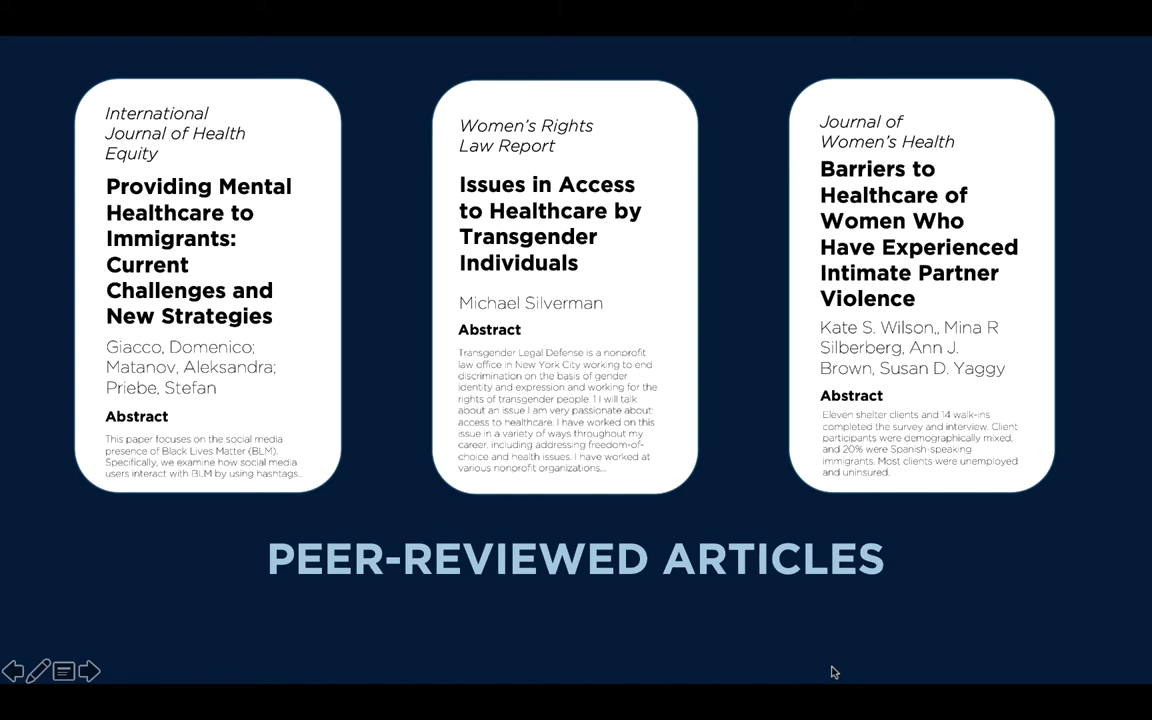 International
Journal of Health
Equity
Providing Mental
Healthcare to
Immigrants:
Current
Challenges and
New Strategies
Giacco, Domenico;
Matanov, Aleksandra;
Priebe, Stefan
Abstract
This paper focuses on the social media
presence of Black Lives Matter (BLM).
Specifically, we examine how social media
users interact with BLM by using hashtags...
Women's Rights
Law Report
Issues in Access
to Healthcare by
Transgender
Individuals
Michael Silverman
Abstract
Transgender Legal Defense is a nonprofit
law office in New York City working to end
discrimination on the basis of gender
identity and expression and working for the
rights of transgender people. 1 I will talk
about an issue I am very passionate about:
access to healthcare. I have worked on this
issue in a variety of ways throughout my
career, including addressing freedom-of-
choice and health issues. I have worked at
various nonprofit organizations...
Journal of
Women's Health
Barriers to
Healthcare of
Women Who
Have Experienced
Intimate Partner
Violence
Kate S. Wilson,, Mina R
Silberberg, Ann J.
Brown, Susan D. Yaggy
Abstract
Eleven shelter clients and 14 walk-ins
completed the survey and interview. Client
participants were demographically mixed,
and 20% were Spanish-speaking
immigrants. Most clients were unemployed
and uninsured.
PEER-REVIEWED ARTICLES